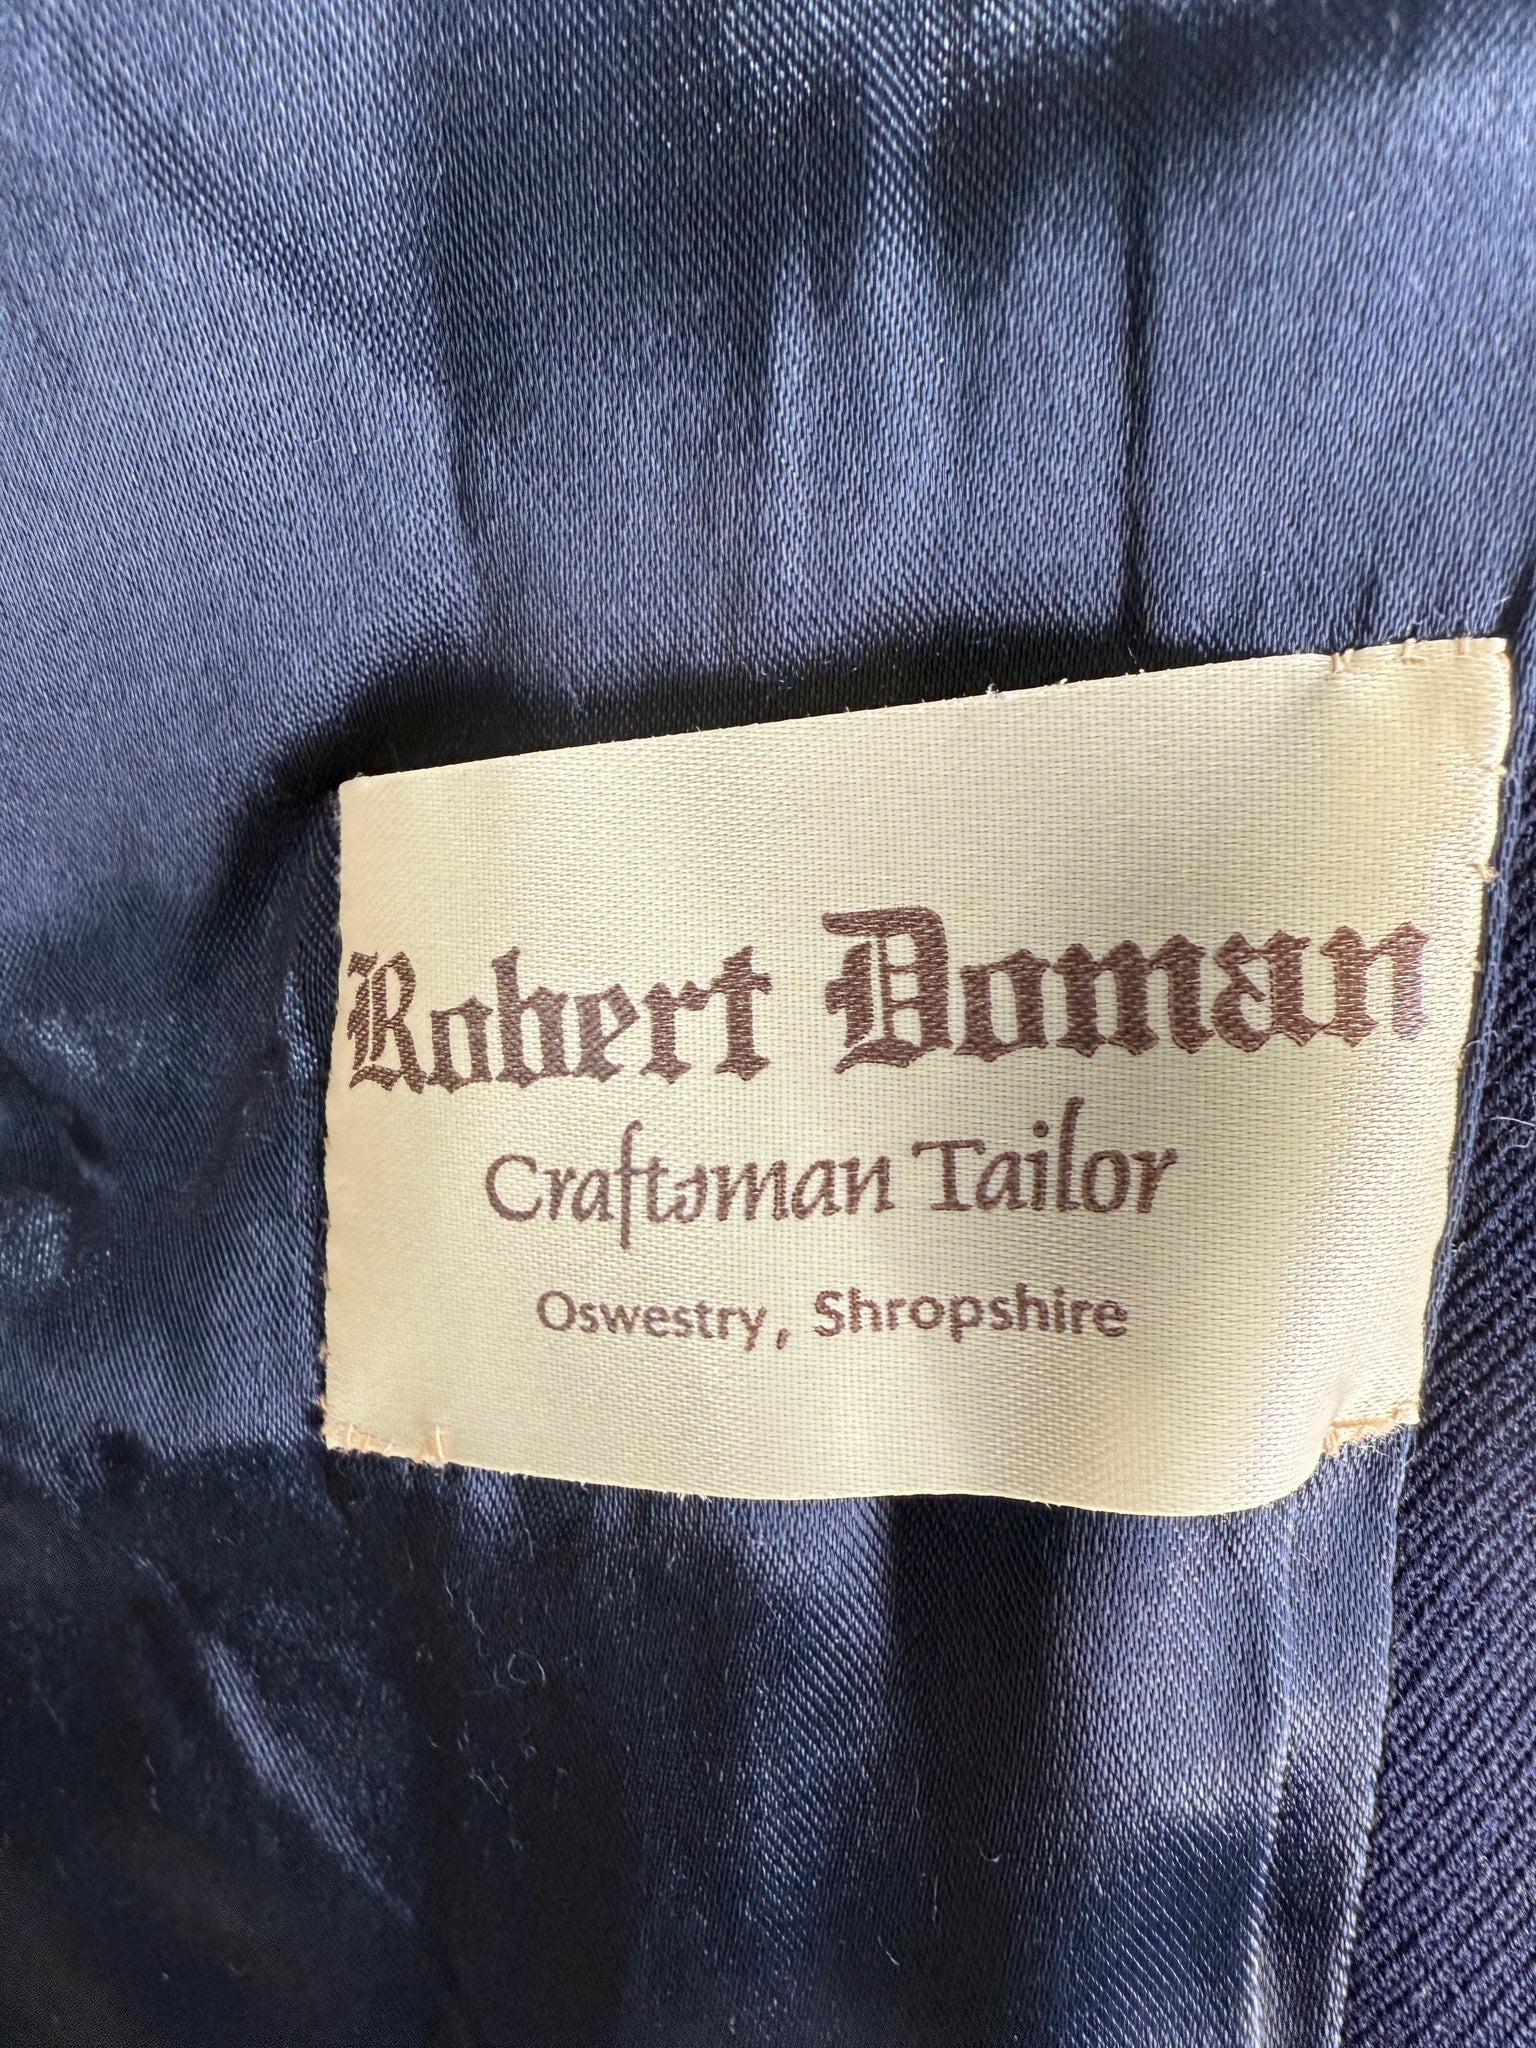 Robert Doman
Craftsman Tailor
Oswestry, Shropshire